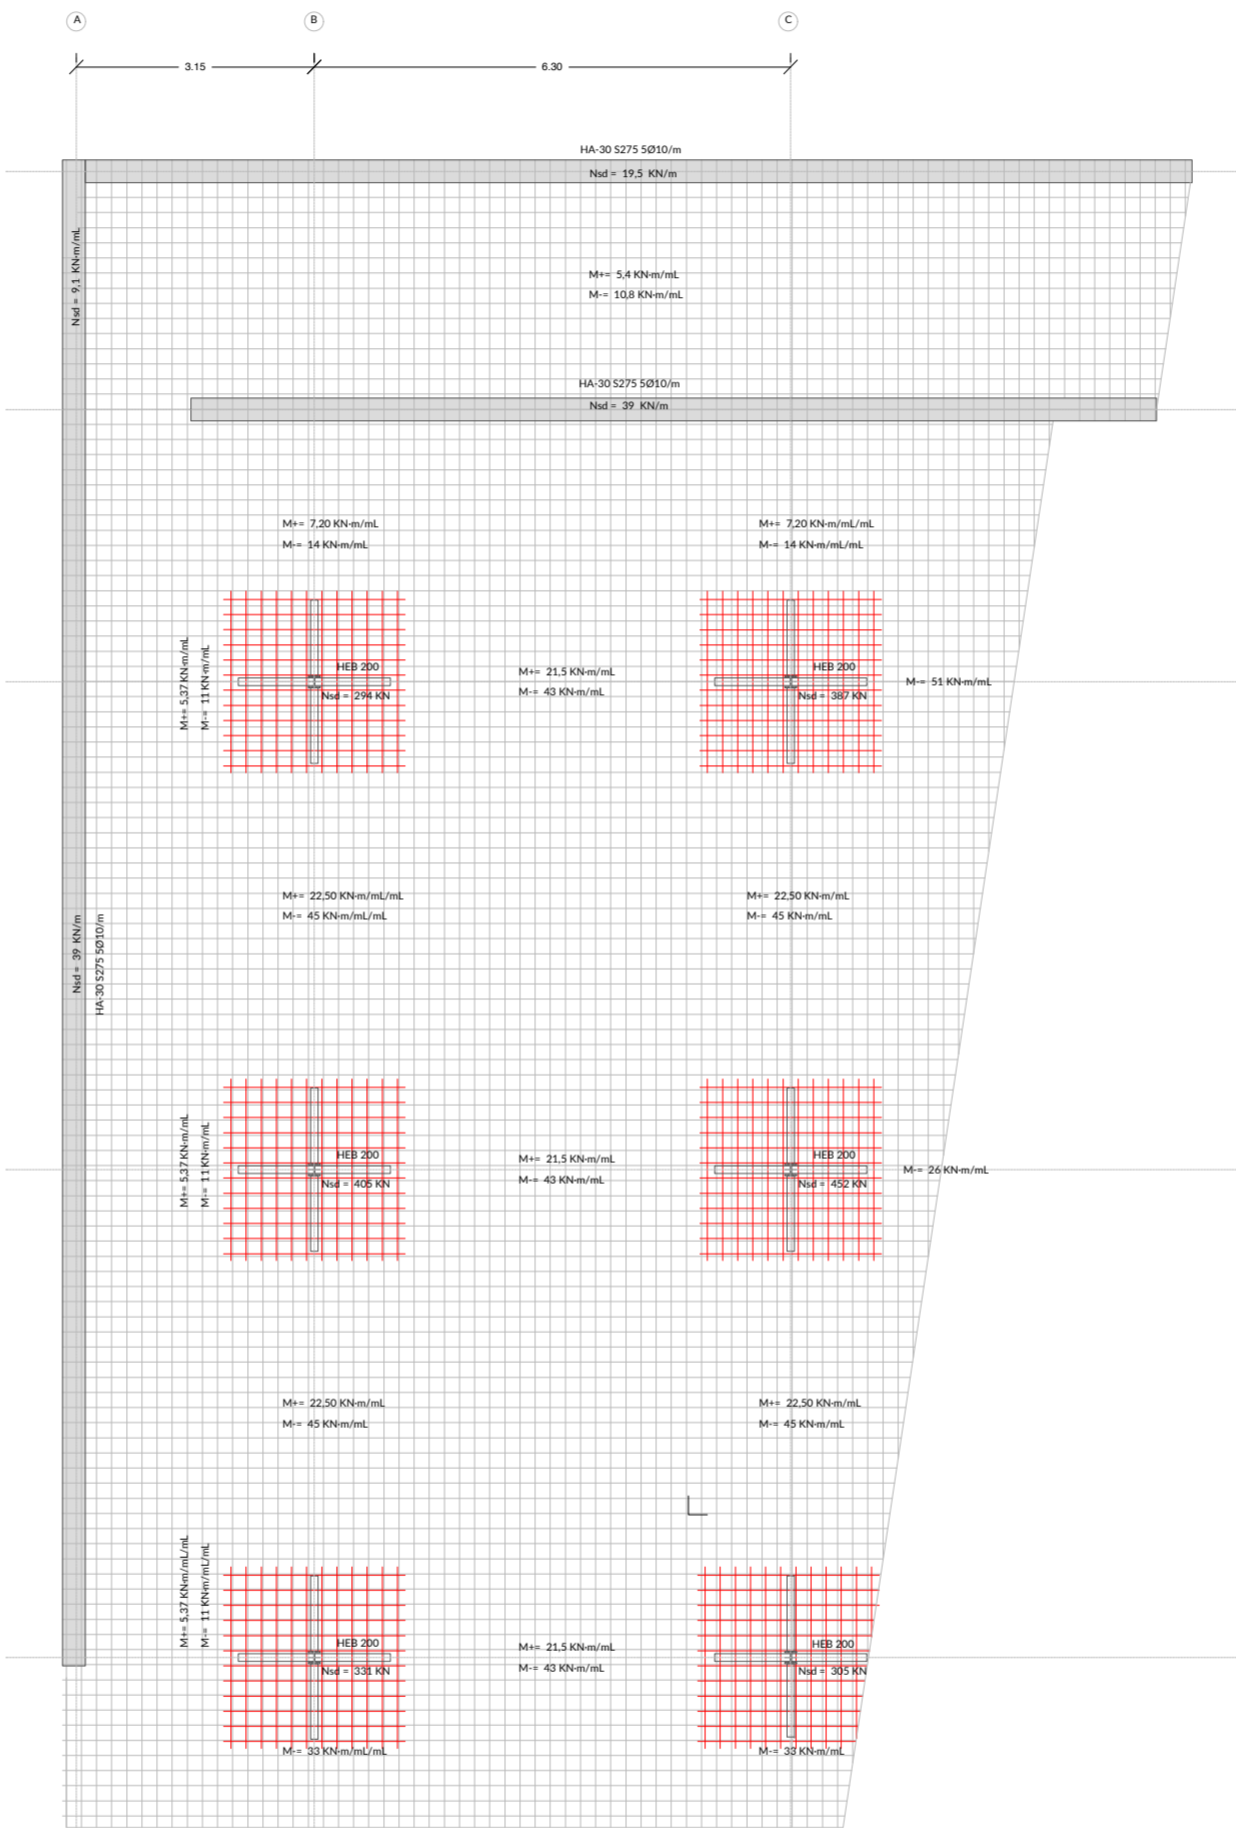 A
B
C
3.15
6.30
HA-30 S275 5Ø10/m
Nsd = 19,5 KN/m
Nsd = 9,1 KN·m/mL
M+= 5,4 KN·m/mL
M-= 10,8 KN·m/mL
HA-30 S275 5Ø10/m
Nsd = 39 KN/m
M+= 7,20 KN·m/mL
M-= 14 KN·m/mL
M+= 7,20 KN·m/mL/mL
M-= 14 KN·m/mL/mL
M+= 5,37 KN·m/mL
M-= 11 KN·m/mL
HEB 200
Nsd = 294 KN
M+= 21,5 KN·m/mL
M-= 43 KN·m/mL
HEB 200
Nsd = 387 KN
M-= 51 KN·m/mL
M+= 22,50 KN·m/mL/mL
M-= 45 KN·m/mL/mL
M+= 22,50 KN·m/mL
M-= 45 KN·m/mL
Nsd = 39 KN/m
HA-30 S275 5Ø10/m
M+= 5,37 KN·m/mL
M-= 11 KN·m/mL
HEB 200
Nsd = 405 KN
M+= 21,5 KN·m/mL
M-= 43 KN·m/mL
HEB 200
Nsd = 452 KN
M-= 26 KN·m/mL
M+= 22,50 KN·m/mL
M-= 45 KN·m/mL
M+= 22,50 KN·m/mL
M-= 45 KN·m/mL
M+= 5,37 KN·m/mL/mL
M-= 11 KN·m/mL/mL
HEB 200
Nsd = 331 KN
M+= 21,5 KN·m/mL
M-= 43 KN·m/mL
HEB 200
Nsd = 305 KN
M-= 33 KN·m/mL/mL
M-= 33 KN·m/mL